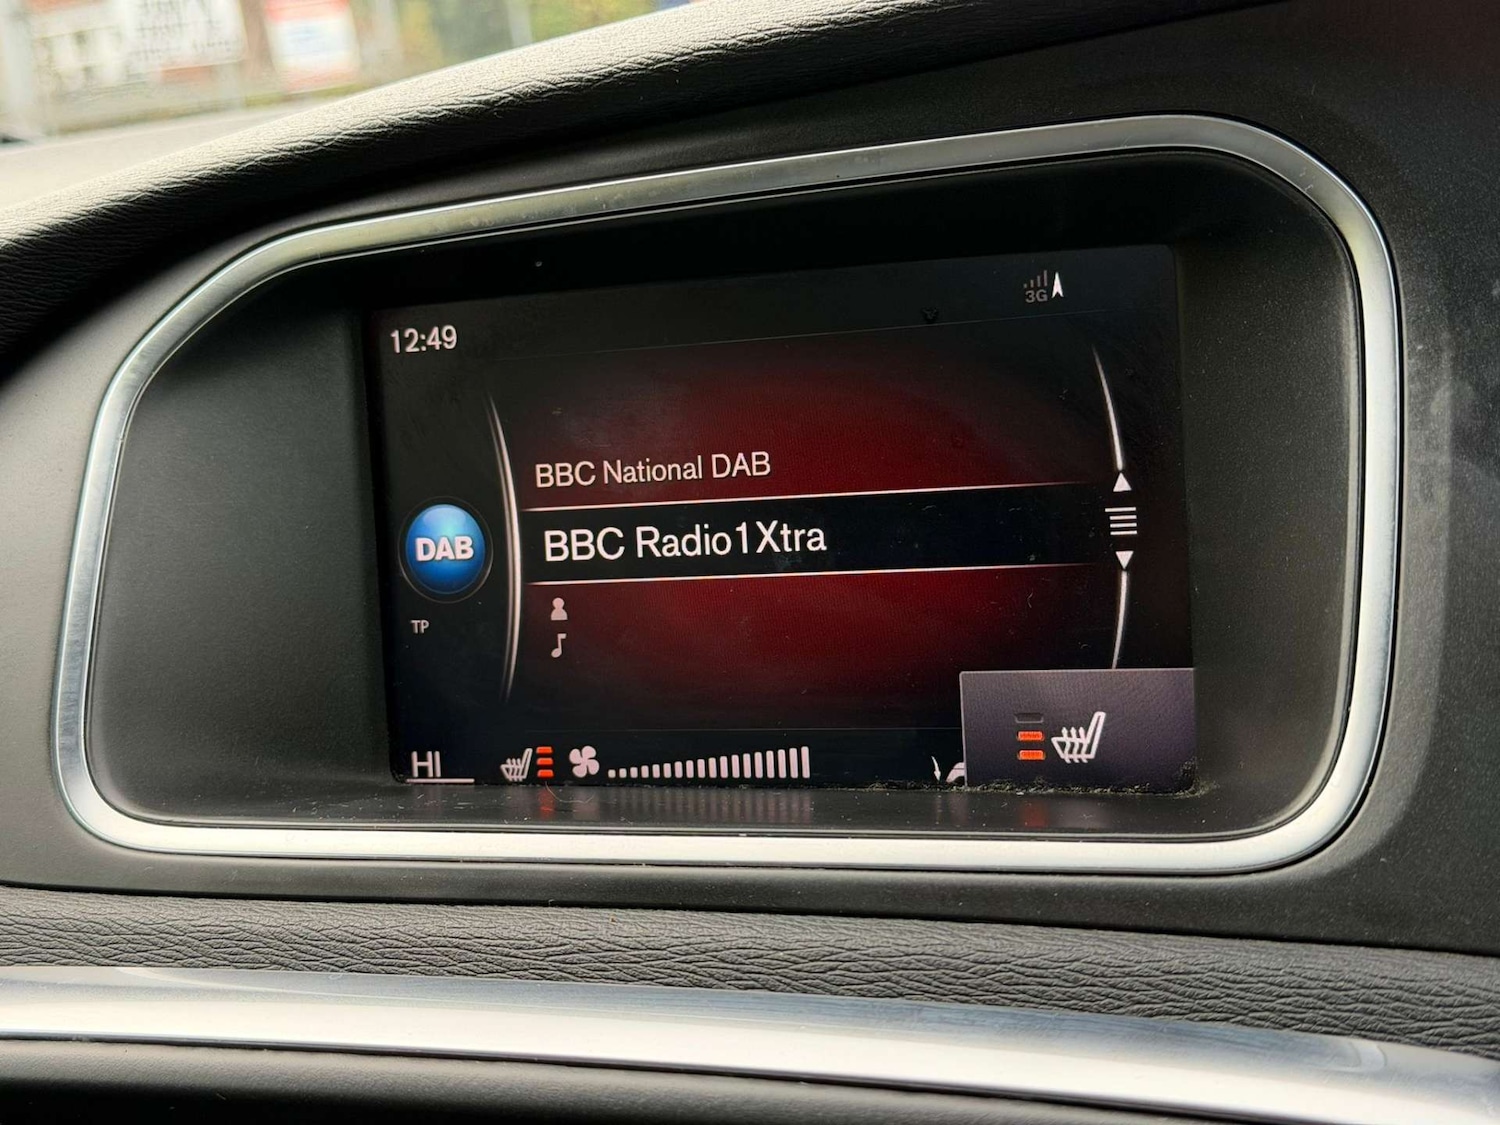 3G
12:49
BBC National DAB
BBC Radio1Xtra
DAB
TP
HI